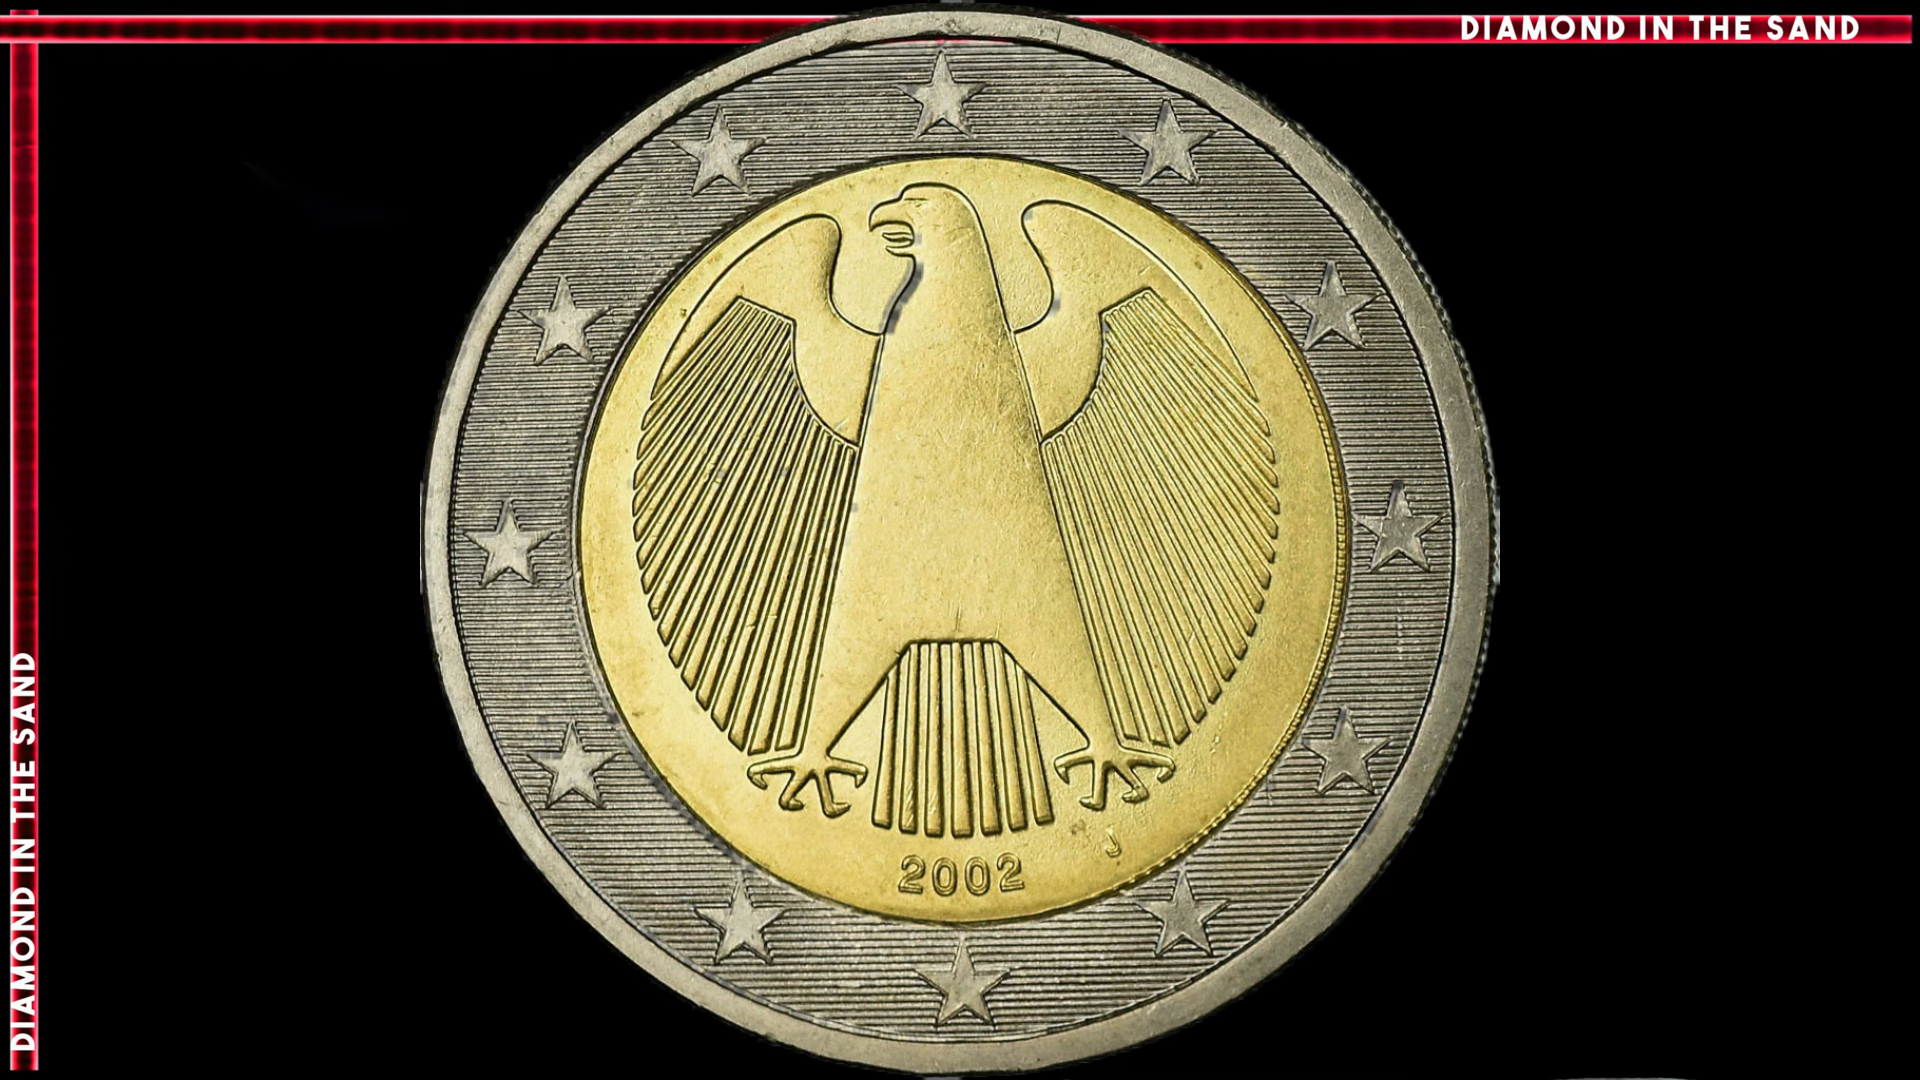 DIAMOND IN THE SAND
DIAMOND IN THE SAND
2002
J